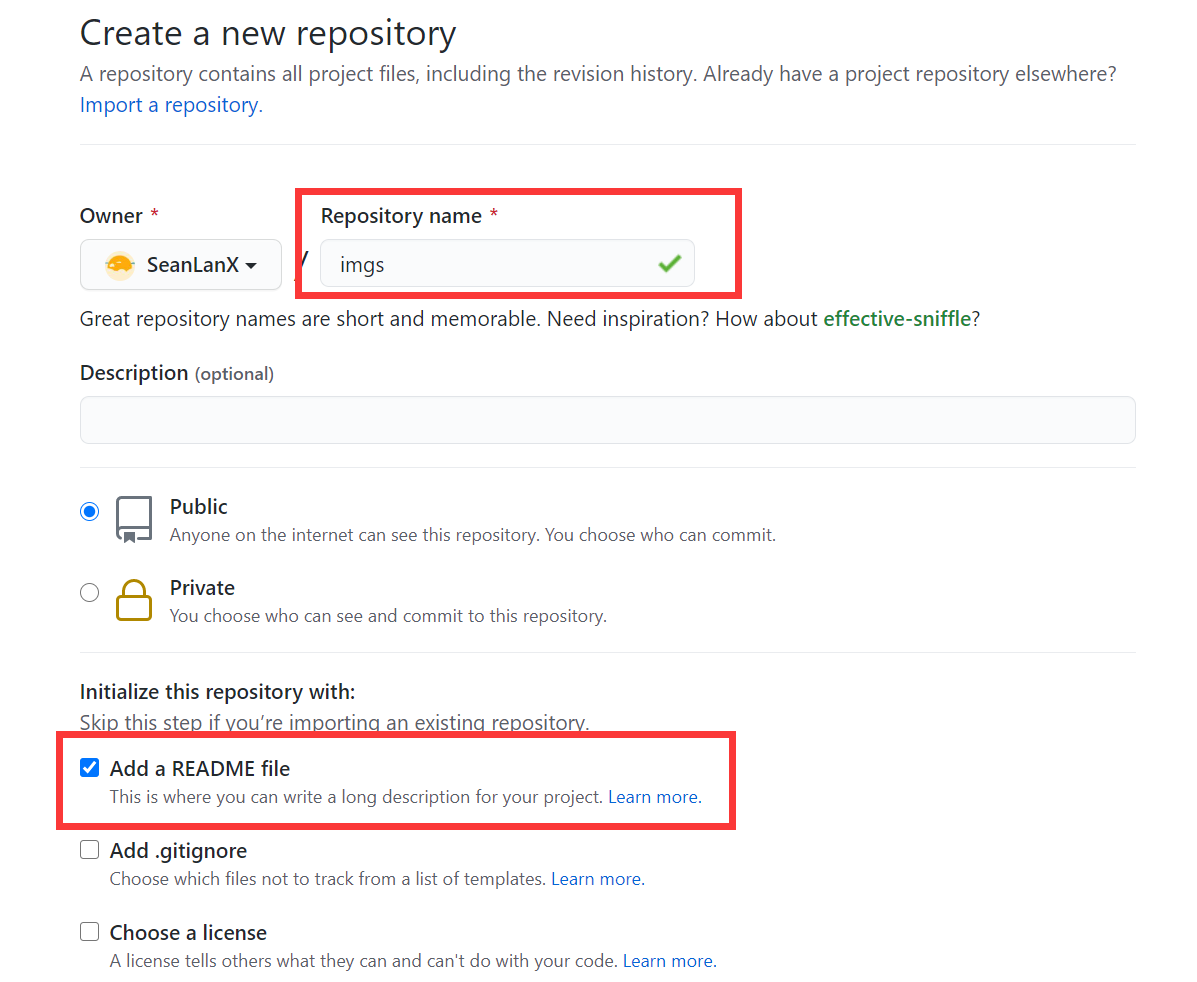 Create a new repository
A repository contains all project files, including the revision history. Already have a project repository elsewhere?
Import a repository.
Owner *
Repository name *
SeanLanX
/
imgs
Great repository names are short and memorable. Need inspiration? How about effective-sniffle?
Description (optional)
Public
Anyone on the internet can see this repository. You choose who can commit.
Private
You choose who can see and commit to this repository.
Initialize this repository with:
Skip this step if you're importing an existing repository.
Add a README file
This is where you can write a long description for your project. Learn more.
Add .gitignore
Choose which files not to track from a list of templates. Learn more.
Choose a license
A license tells others what they can and can't do with your code. Learn more.